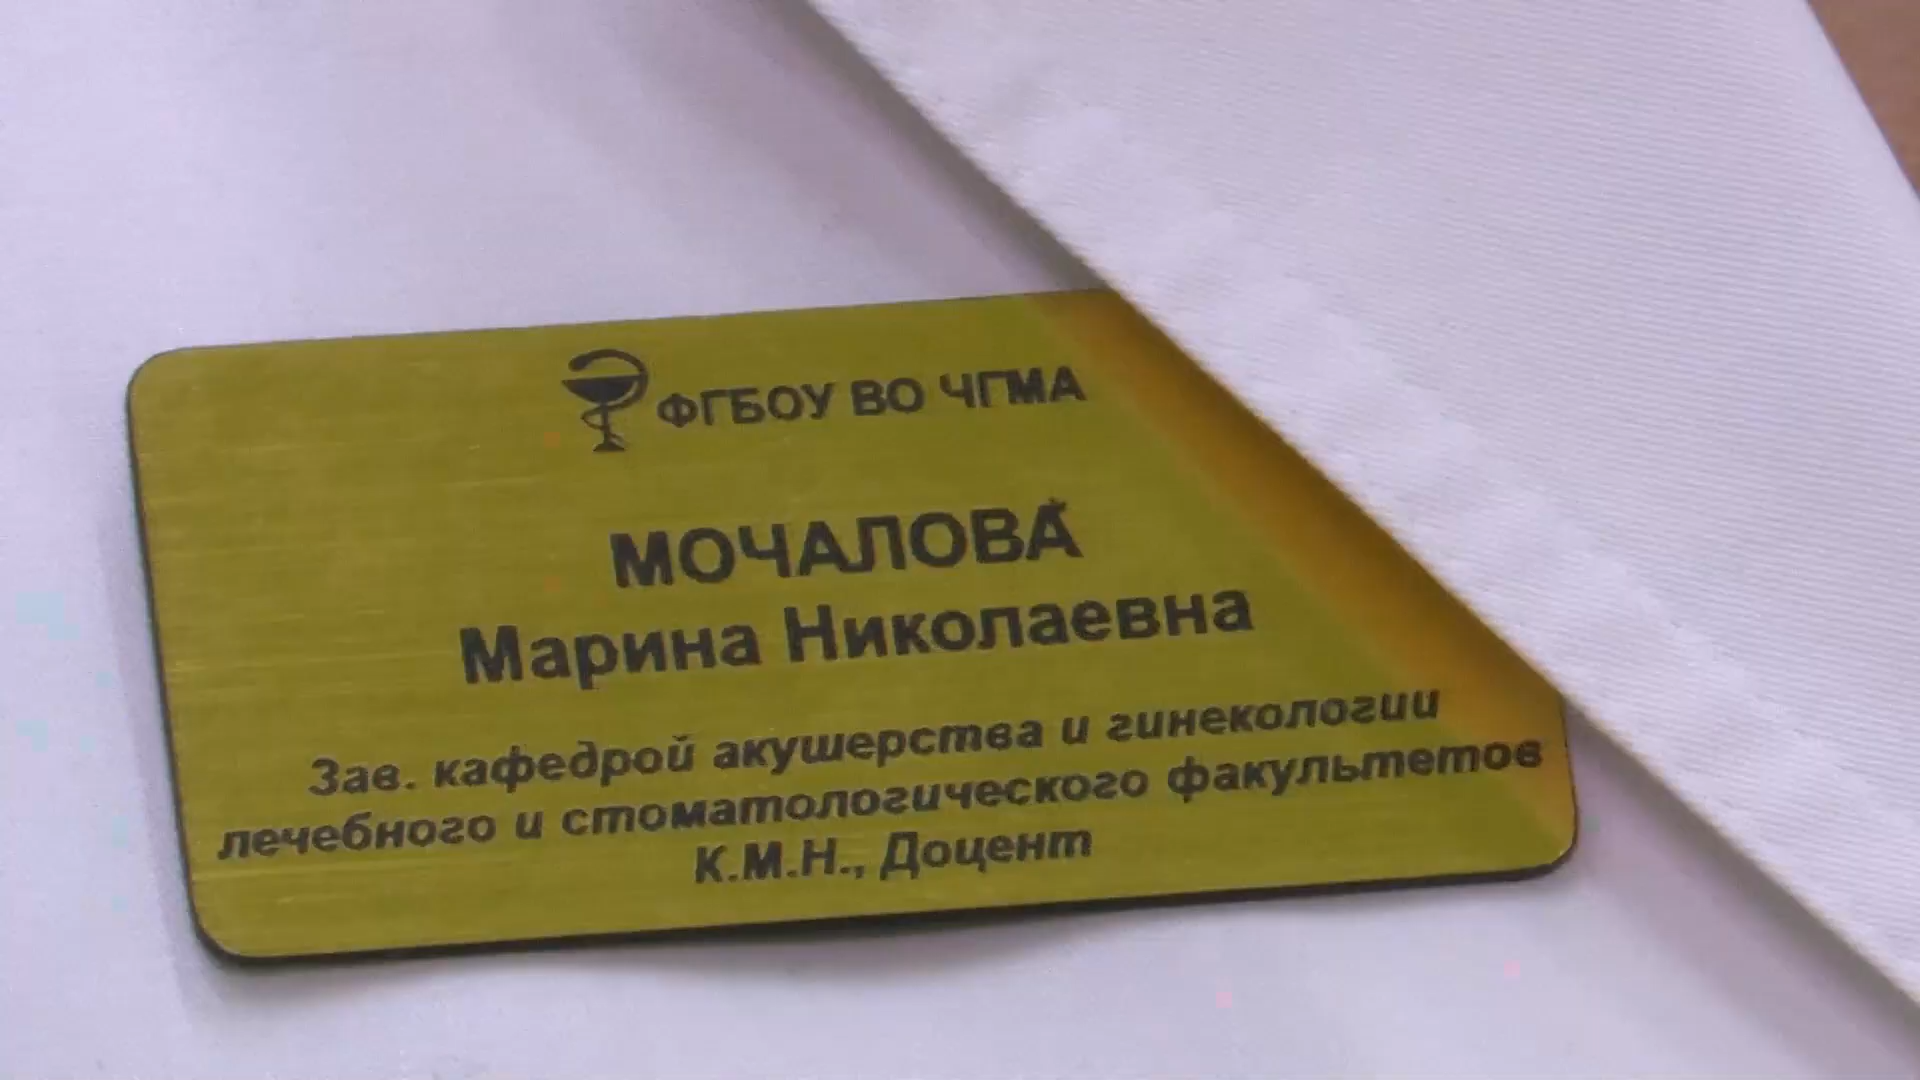 ФГБОУ ВО ЧГМА
МОЧАЛОВА
Марина Николаевна
Зав. кафедрой акушерства и гинекологии
лечебного и стоматологического факультетов
К.М.Н., Доцент